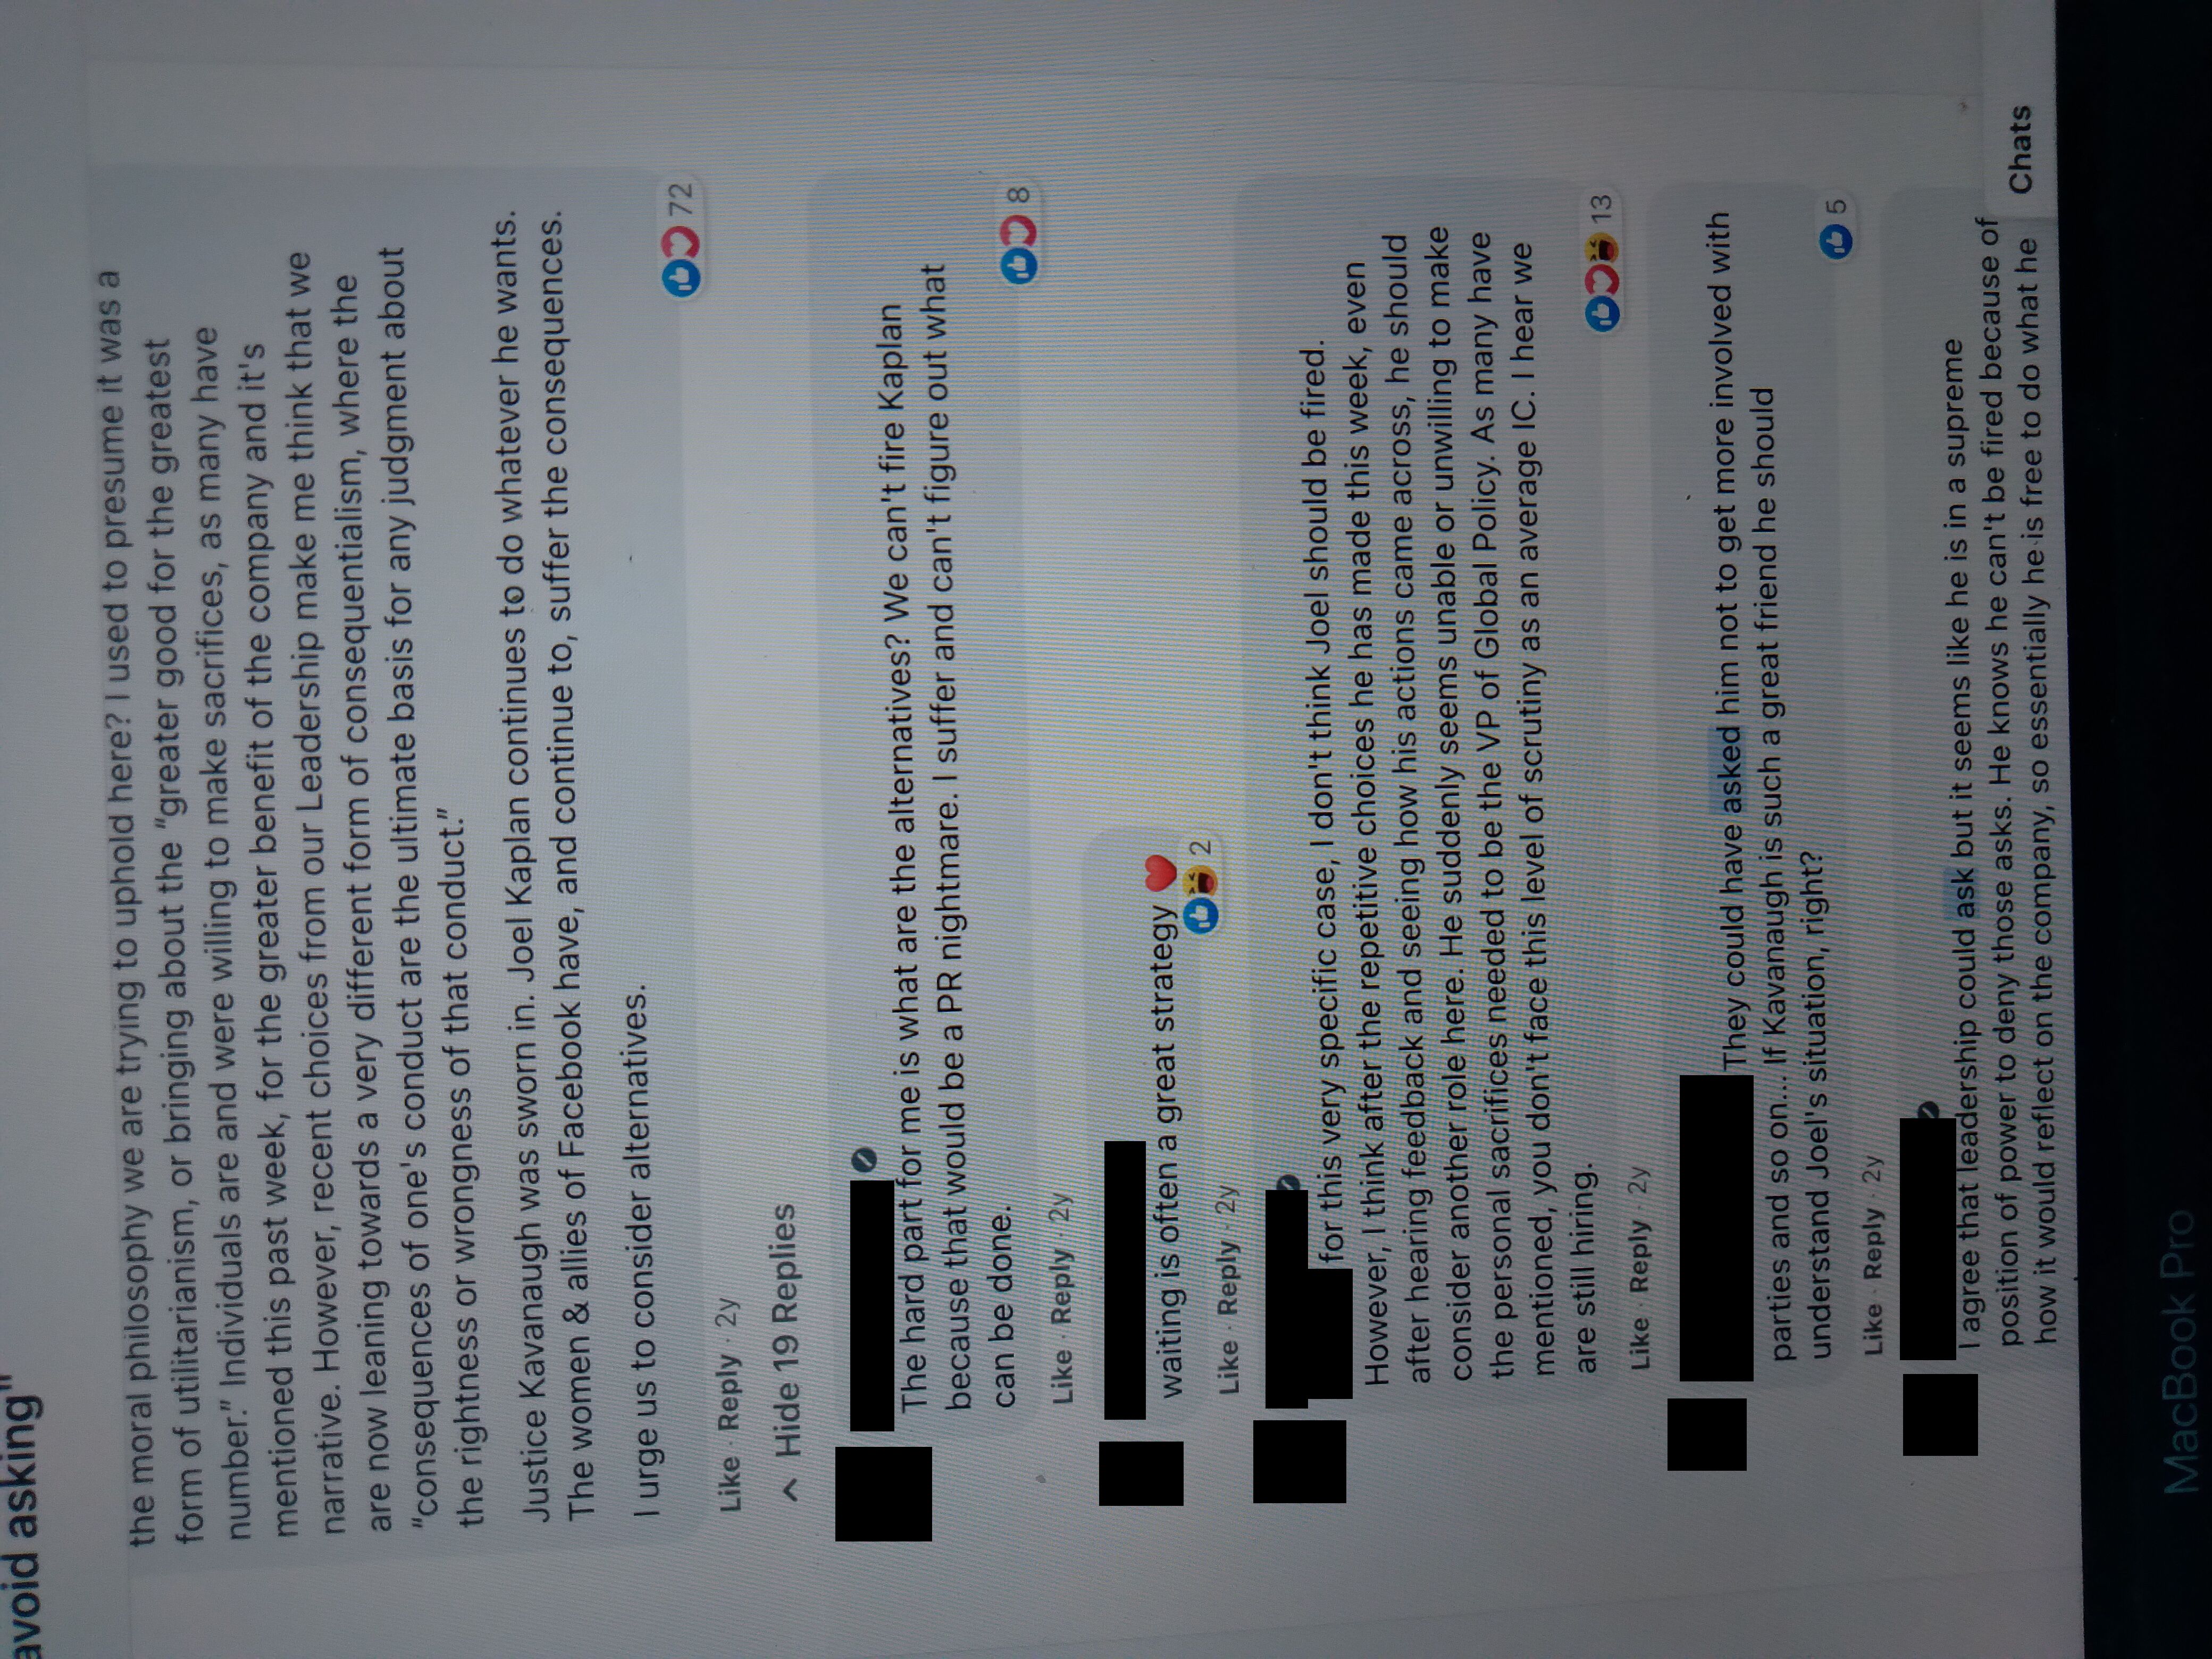 avoid asking"
the moral philosophy we are trying to uphold here? I used to presume it was a
form of utilitarianism, or bringing about the "greater good for the greatest
number." Individuals are and were willing to make sacrifices, as many have
mentioned this past week, for the greater benefit of the company and it's
narrative. However, recent choices from our Leadership make me think that we
are now leaning towards a very different form of consequentialism, where the
"consequences of one's conduct are the ultimate basis for any judgment about
the rightness or wrongness of that conduct."
Justice Kavanaugh was sworn in. Joel Kaplan continues to do whatever he wants.
The women & allies of Facebook have, and continue to, suffer the consequences.
I urge us to consider alternatives.
72
Like · Reply · 2y
Hide 19 Replies
The hard part for me is what are the alternatives? We can't fire Kaplan
because that would be a PR nightmare. I suffer and can't figure out what
can be done.
8
Like · Reply · 2y
waiting is often a great strategy ❤️
2
Like · Reply · 2y
for this very specific case, I don't think Joel should be fired.
However, I think after the repetitive choices he has made this week, even
after hearing feedback and seeing how his actions came across, he should
consider another role here. He suddenly seems unable or unwilling to make
the personal sacrifices needed to be the VP of Global Policy. As many have
mentioned, you don't face this level of scrutiny as an average IC. I hear we
are still hiring.
13
Like · Reply · 2y
They could have asked him not to get more involved with
parties and so on... If Kavanaugh is such a great friend he should
understand Joel's situation, right?
5
Like · Reply · 2y
I agree that leadership could ask but it seems like he is in a supreme
position of power to deny those asks. He knows he can't be fired because of
how it would reflect on the company, so essentially he is free to do what he
Chats
MacBook Pro